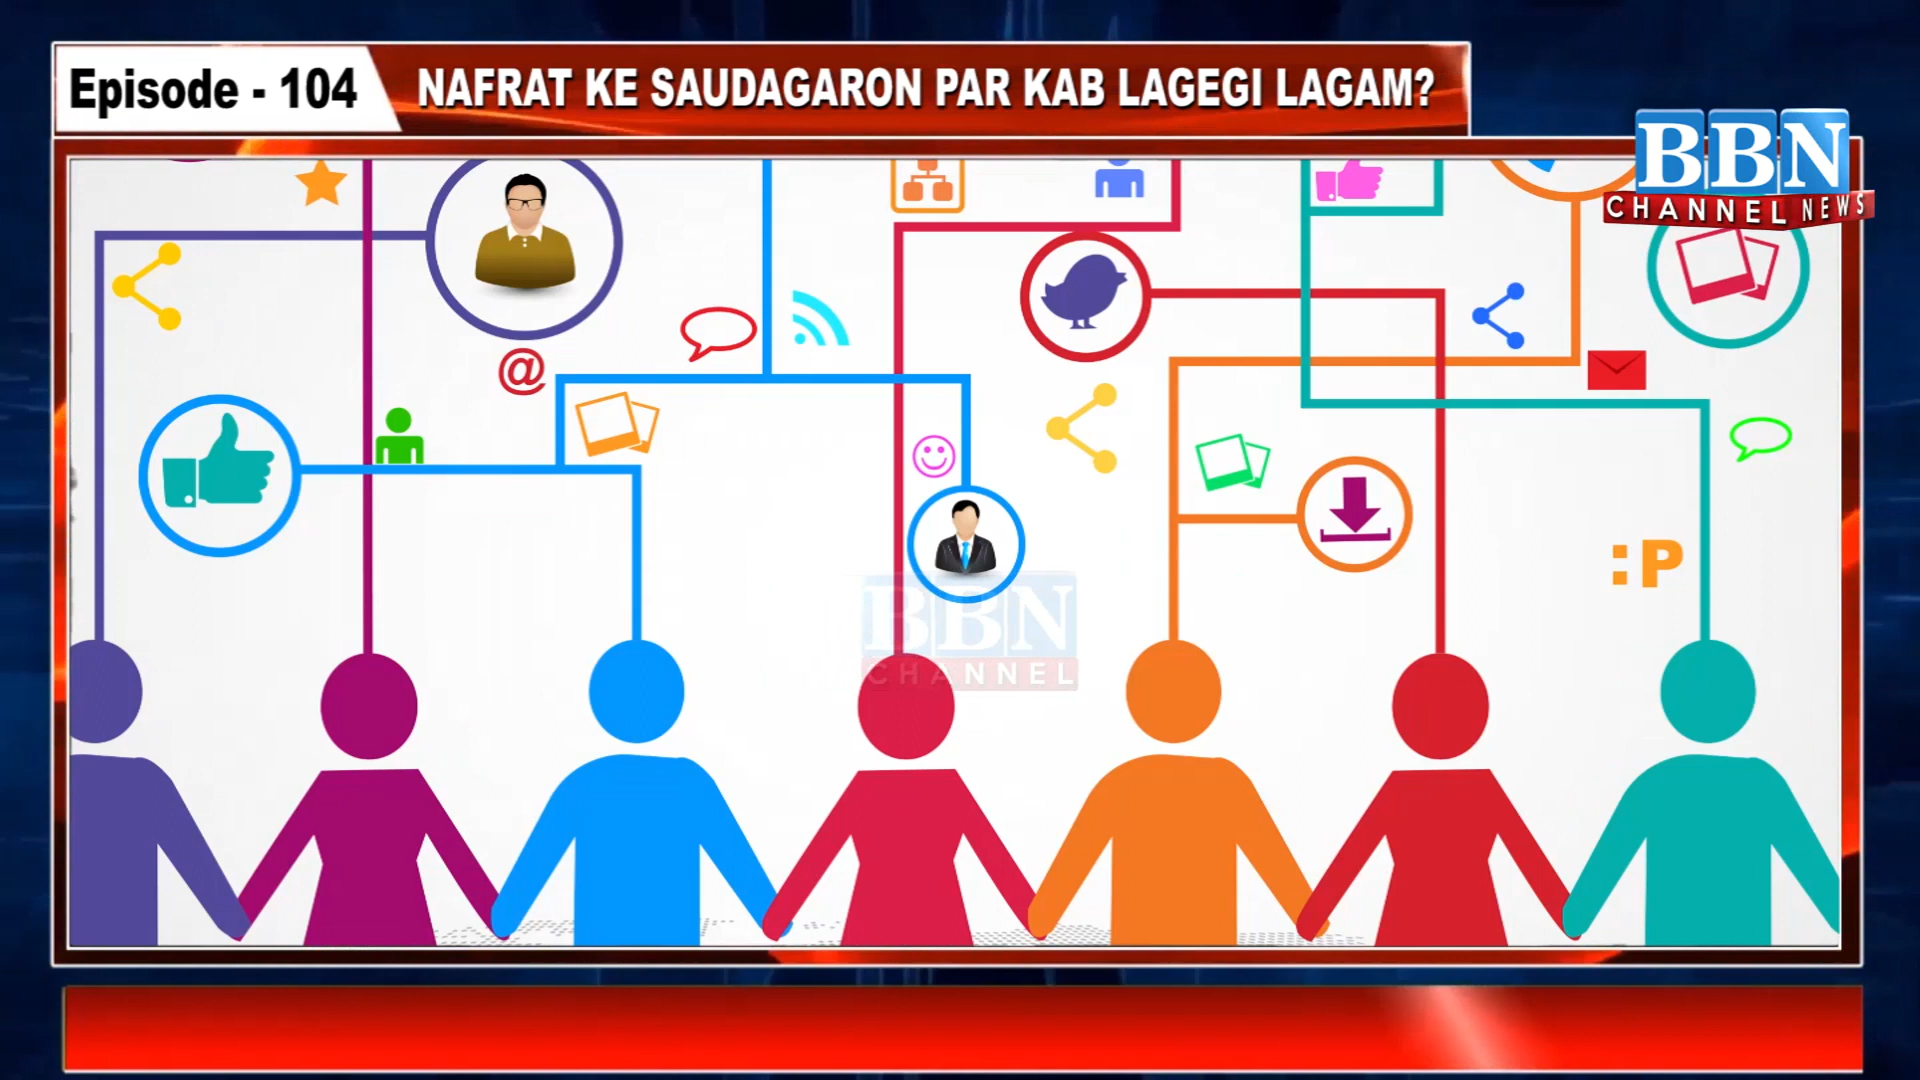 Episode - 104
NAFRAT KE SAUDAGARON PAR KAB LAGEGI LAGAM?
BBN
CHANNEL NEWS
@
:P
BBN
CHANNEL